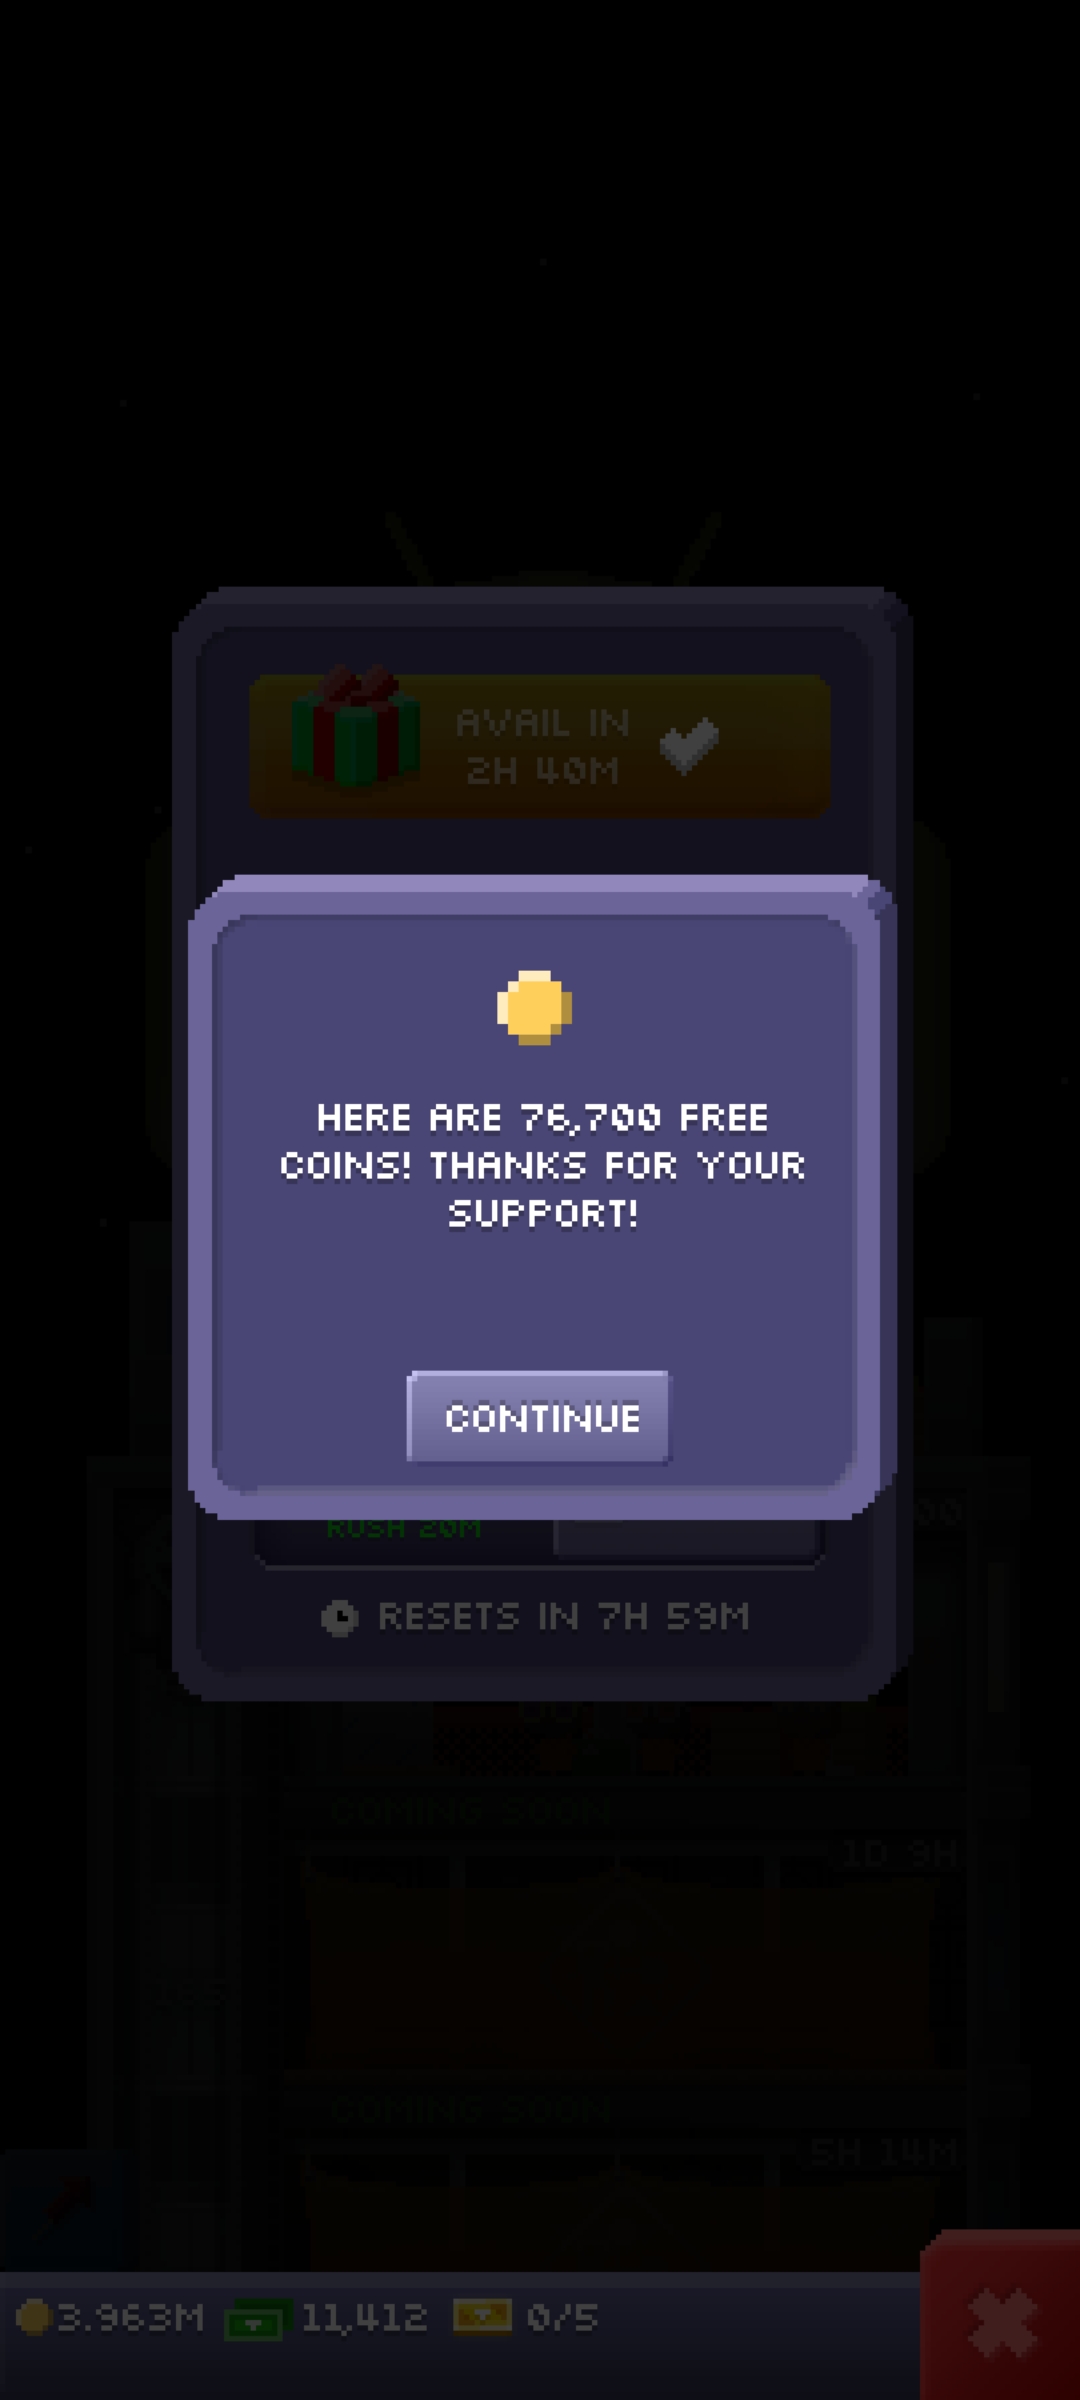 AVAIL IN
2H 40M
HERE ARE 76,700 FREE
COINS! THANKS FOR YOUR
SUPPORT!
CONTINUE
RUSH 20M
RESETS IN 7H 59M
COMING SOON
1D 9H
COMING SOON
5H 14M
3.963M 11,412 0/5